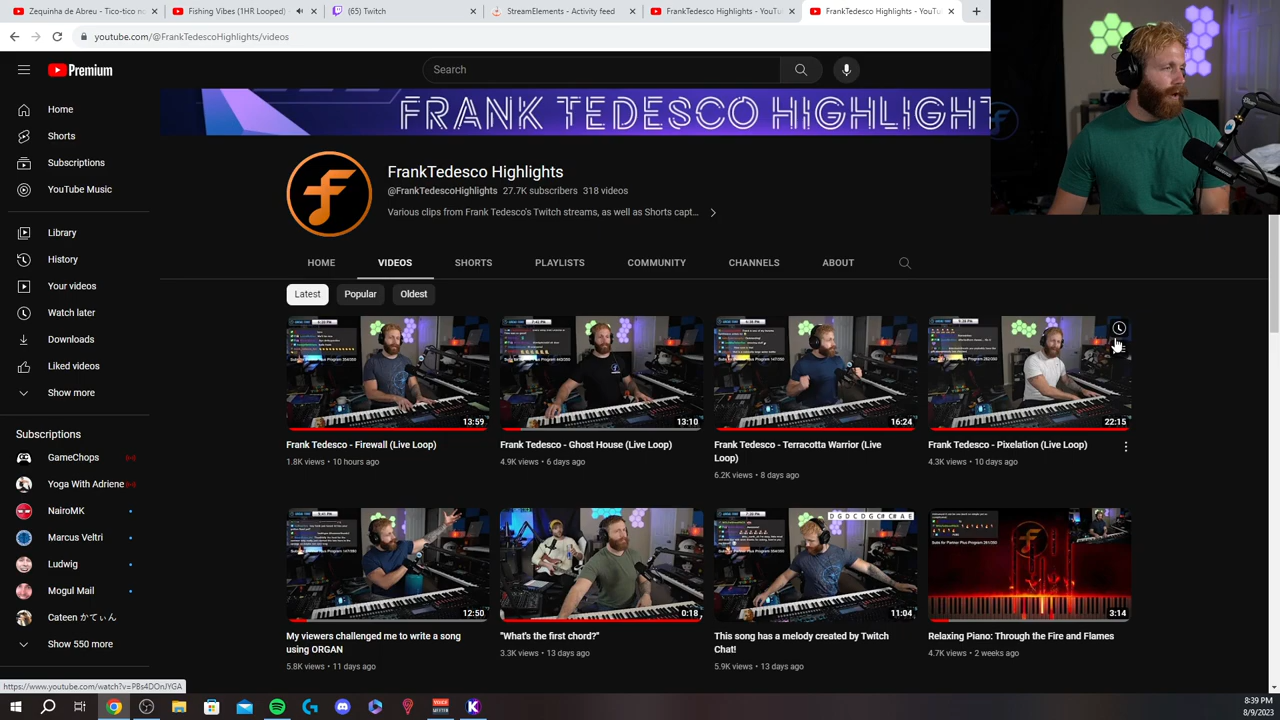 Zequinha de Abreu - Tico-tico no
Fishing Vibes (1HR Looped)
(65) Twitch
StreamElements - Activity feed
FrankTedesco Highlights - YouTu
FrankTedesco Highlights - YouTu
youtube.com/@FrankTedescoHighlights/videos
Premium
Search
Home
Shorts
Subscriptions
YouTube Music
Library
History
Your videos
Watch later
Downloads
Liked videos
Show more
Subscriptions
GameChops
Yoga With Adriene
NairoMK
Marcus Veltri
Ludwig
Mogul Mail
Cateen かてぃん
Show 550 more
FRANK TEDESCO HIGHLIGHT
FrankTedesco Highlights
@FrankTedescoHighlights 27.7K subscribers 318 videos
Various clips from Frank Tedesco's Twitch streams, as well as Shorts capt...
HOME
VIDEOS
SHORTS
PLAYLISTS
COMMUNITY
CHANNELS
ABOUT
Latest
Popular
Oldest
13:59
13:10
16:24
22:15
Frank Tedesco - Firewall (Live Loop)
1.8K views • 10 hours ago
Frank Tedesco - Ghost House (Live Loop)
4.9K views • 6 days ago
Frank Tedesco - Terracotta Warrior (Live
Loop)
6.2K views • 8 days ago
Frank Tedesco - Pixelation (Live Loop)
4.3K views • 10 days ago
D G D C D G C# C# A E
12:50
0:18
11:04
3:14
My viewers challenged me to write a song
using ORGAN
5.8K views • 11 days ago
"What's the first chord?"
3.3K views • 13 days ago
This song has a melody created by Twitch
Chat!
5.9K views • 13 days ago
Relaxing Piano: Through the Fire and Flames
4.7K views • 2 weeks ago
https://www.youtube.com/watch?v=P8s4DOnJYGA
8:39 PM
8/9/2023